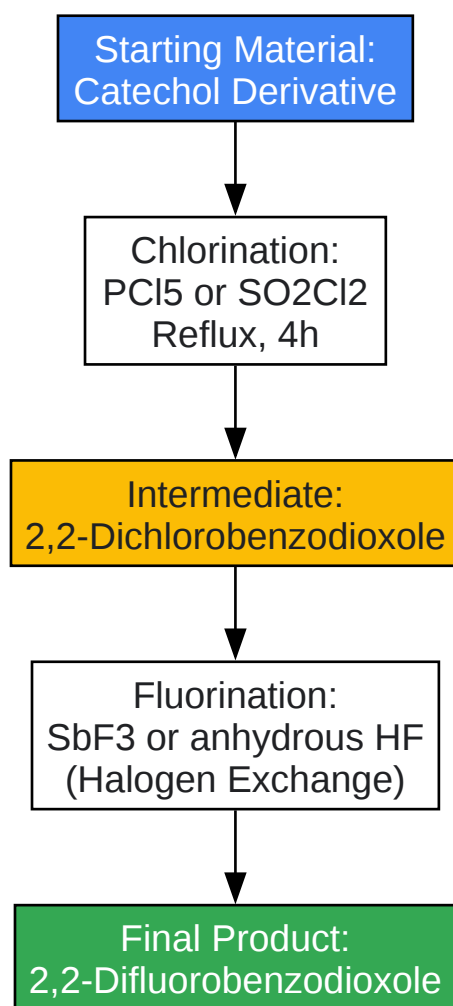 Starting Material:
Catechol Derivative
Chlorination:
PCl5 or SO2Cl2
Reflux, 4h
Intermediate:
2,2-Dichlorobenzodioxole
Fluorination:
SbF3 or anhydrous HF
(Halogen Exchange)
Final Product:
2,2-Difluorobenzodioxole